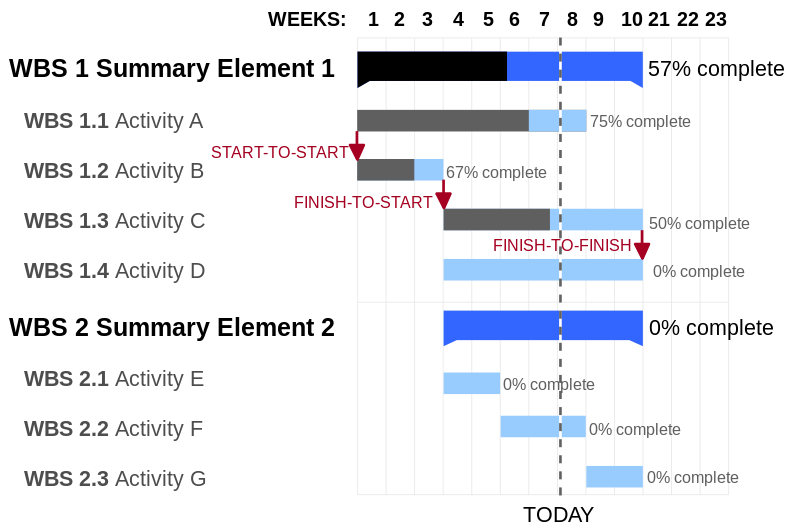 WEEKS: 1 2 3 4 5 6 7 8 9 10 21 22 23
WBS 1 Summary Element 1 57% complete
WBS 1.1 Activity A 75% complete
START-TO-START
WBS 1.2 Activity B 67% complete
FINISH-TO-START
WBS 1.3 Activity C 50% complete
FINISH-TO-FINISH
WBS 1.4 Activity D 0% complete
WBS 2 Summary Element 2 0% complete
WBS 2.1 Activity E 0% complete
WBS 2.2 Activity F 0% complete
WBS 2.3 Activity G 0% complete
TODAY